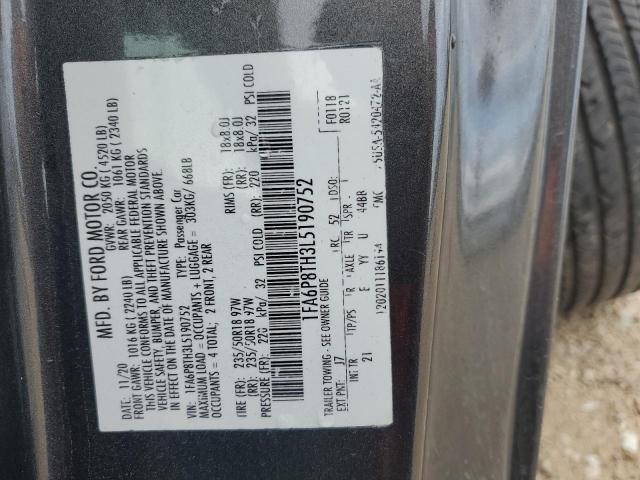 MFD. BY FORD MOTOR CO.
DATE: 11/20 GVWR: 2050 KG ( 4520 LB)
FRONT GAWR: 1016 KG ( 2240 LB) REAR GAWR: 1061 KG ( 2340 LB)
THIS VEHICLE CONFORMS TO ALL APPLICABLE FEDERAL MOTOR
VEHICLE SAFETY, BUMPER, AND THEFT PREVENTION STANDARDS
IN EFFECT ON THE DATE OF MANUFACTURE SHOWN ABOVE.
VIN: 1FA6P8TH3L5190752 TYPE: Passenger Car
MAXIMUM LOAD = OCCUPANTS + LUGGAGE = 303KG/ 668LB
OCCUPANTS = 4 TOTAL; 2 FRONT, 2 REAR
TIRE (FR): 235/50R18 97W RIMS (FR): 18x8.0J
(RR): 235/50R18 97W (RR): 18x8.0J
PRESSURE (FR): 220 kPa/ 32 PSI COLD (RR): 220 kPa/ 32 PSI COLD
1FA6P8TH3L5190752
F0118
R0121
TRAILER TOWING - SEE OWNER GUIDE
EXT PNT: J7 RC: 52 DSO:
INT TR TP/PS R AXLE TR SPR
21 E YY U 44BB